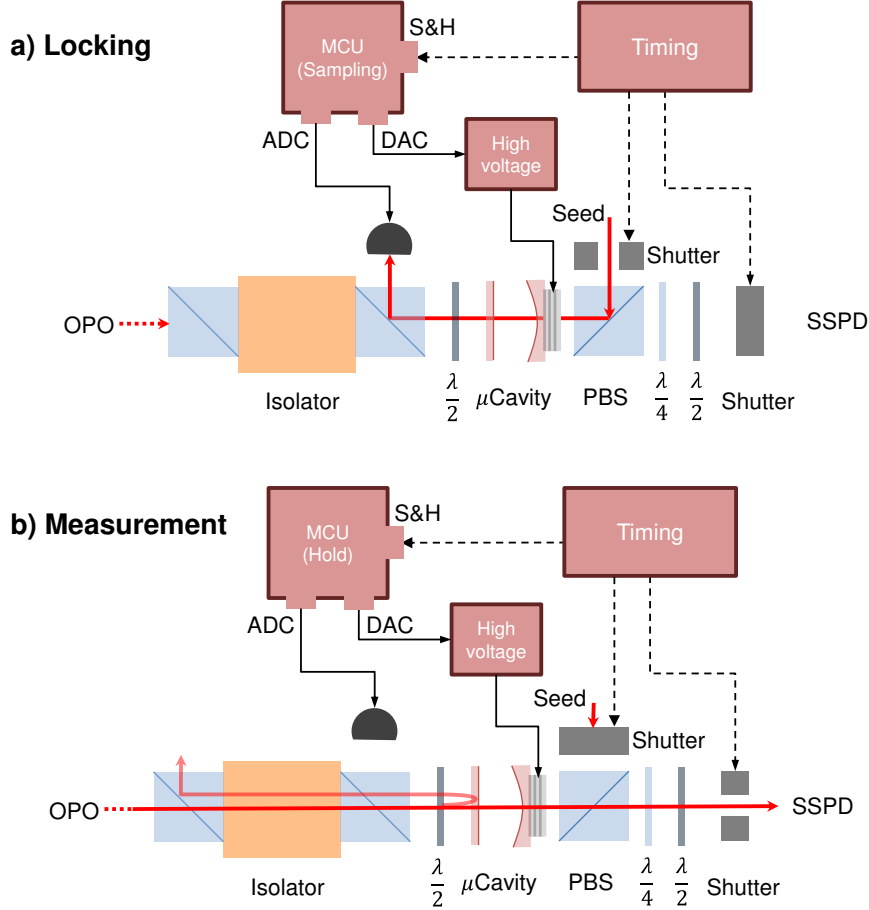 a) Locking
S&H
MCU
(Sampling)
Timing
ADC
DAC
High
voltage
Seed
Shutter
OPO
SSPD
Isolator
λ
2
μCavity
PBS
λ
4
λ
2
Shutter
b) Measurement
S&H
MCU
(Hold)
Timing
ADC
DAC
High
voltage
Seed
Shutter
OPO
SSPD
Isolator
λ
2
μCavity
PBS
λ
4
λ
2
Shutter